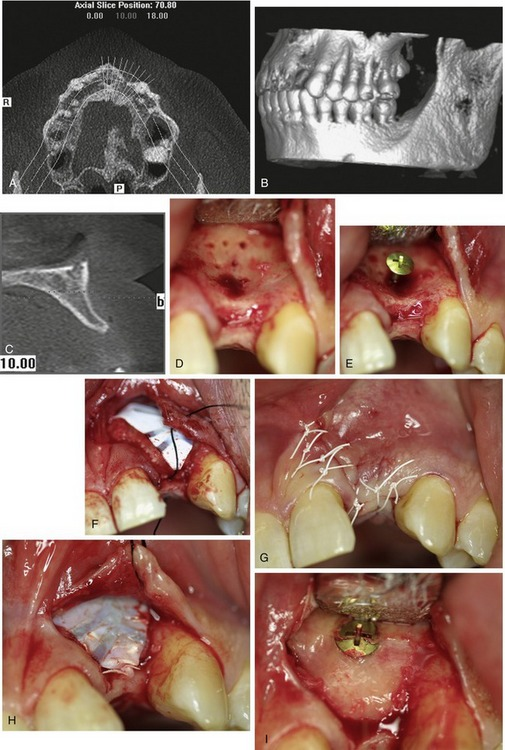 Axial Slice Position: 70.80
0.00 10.00 18.00
R
A
P
B
C
b
10.00
D
E
F
G
H
I